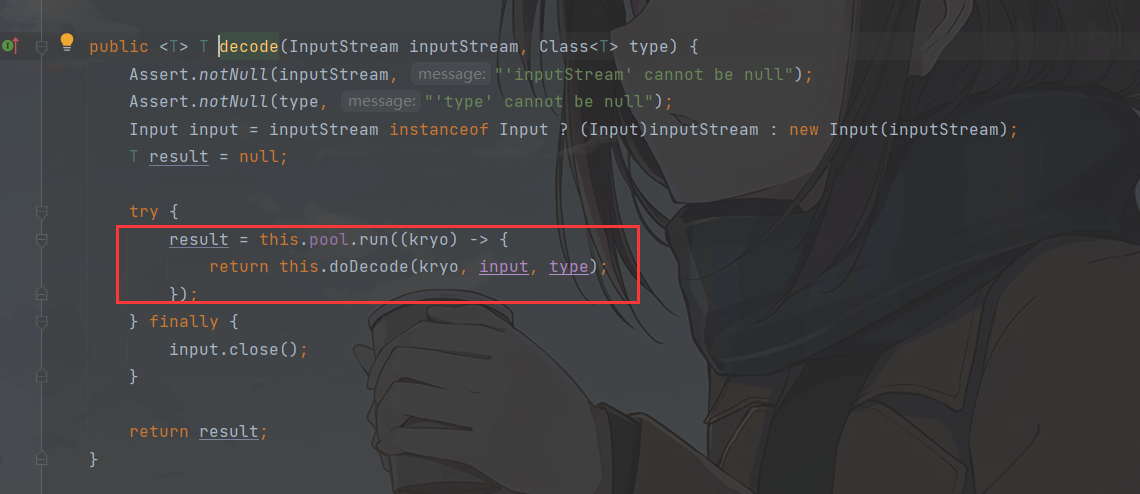 public <T> T decode(InputStream inputStream, Class<T> type) {
Assert.notNull(inputStream, message: "'inputStream' cannot be null");
Assert.notNull(type, message: "'type' cannot be null");
Input input = inputStream instanceof Input ? (Input)inputStream : new Input(inputStream);
T result = null;
try {
result = this.pool.run((kryo) -> {
return this.doDecode(kryo, input, type);
});
} finally {
input.close();
}
return result;
}